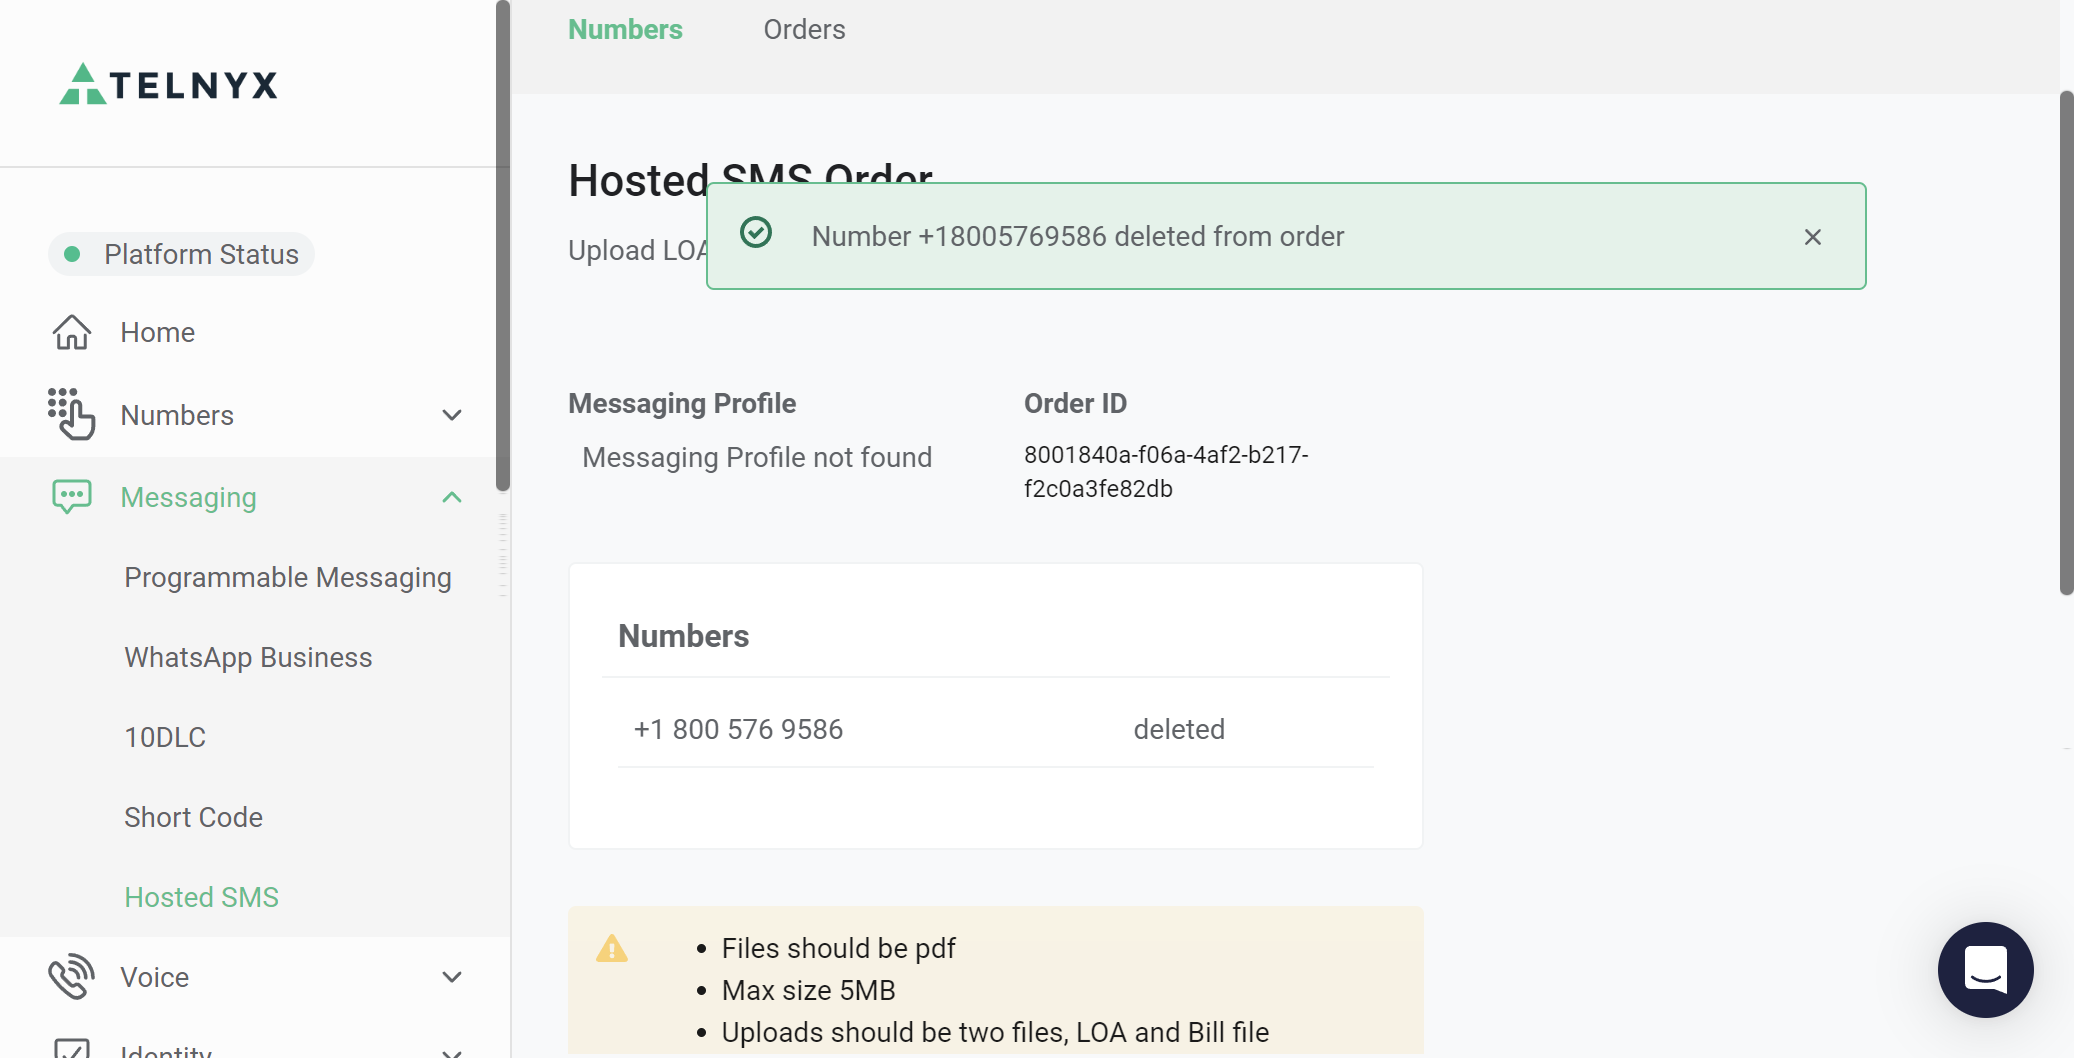 TELNYX
Platform Status
Home
Numbers
Messaging
Programmable Messaging
WhatsApp Business
10DLC
Short Code
Hosted SMS
Voice
Identity
Numbers
Orders
Hosted SMS Order
Upload LOA
Number +18005769586 deleted from order
Messaging Profile
Messaging Profile not found
Order ID
8001840a-f06a-4af2-b217-
f2c0a3fe82db
Numbers
+1 800 576 9586
deleted
• Files should be pdf
• Max size 5MB
• Uploads should be two files, LOA and Bill file